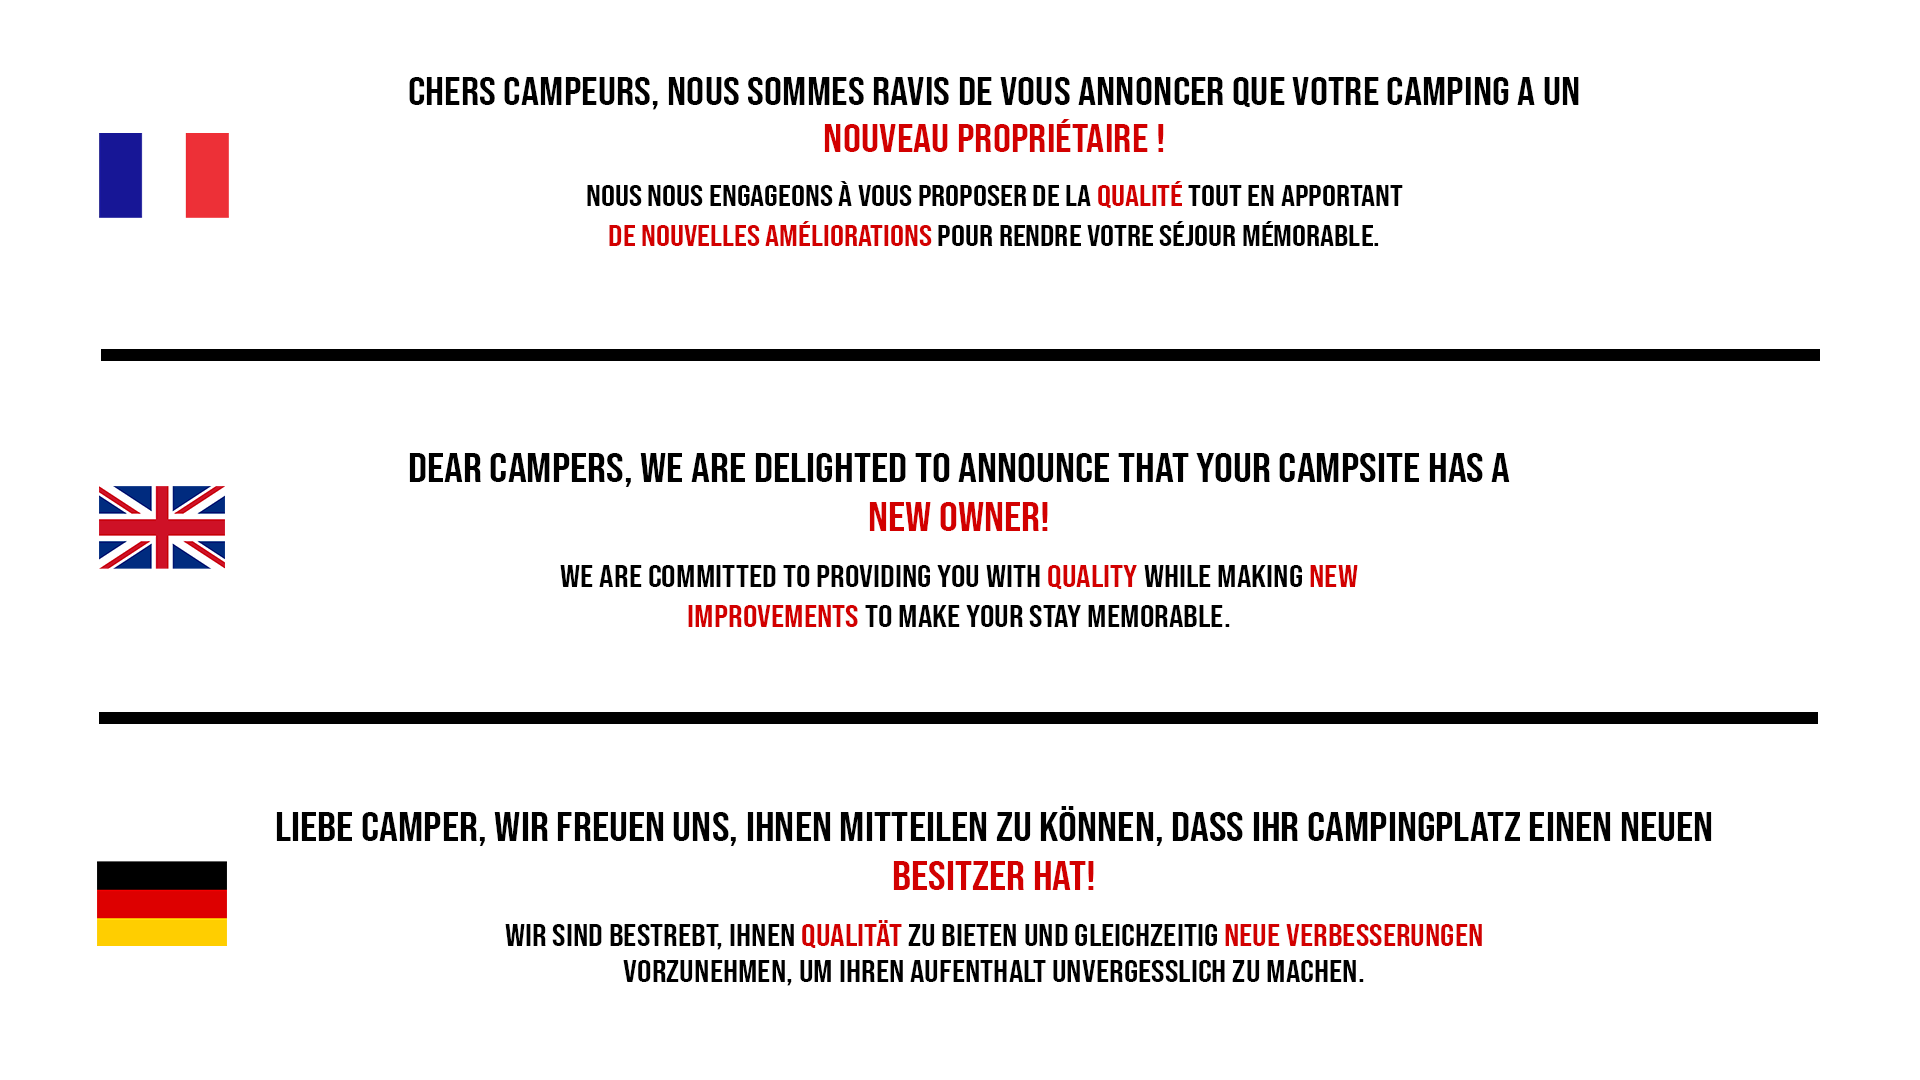 CHERS CAMPEURS, NOUS SOMMES RAVIS DE VOUS ANNONCER QUE VOTRE CAMPING A UN
NOUVEAU PROPRIÉTAIRE !
NOUS NOUS ENGAGEONS À VOUS PROPOSER DE LA QUALITÉ TOUT EN APPORTANT
DE NOUVELLES AMÉLIORATIONS POUR RENDRE VOTRE SÉJOUR MÉMORABLE.
DEAR CAMPERS, WE ARE DELIGHTED TO ANNOUNCE THAT YOUR CAMPSITE HAS A
NEW OWNER!
WE ARE COMMITTED TO PROVIDING YOU WITH QUALITY WHILE MAKING NEW
IMPROVEMENTS TO MAKE YOUR STAY MEMORABLE.
LIEBE CAMPER, WIR FREUEN UNS, IHNEN MITTEILEN ZU KÖNNEN, DASS IHR CAMPINGPLATZ EINEN NEUEN
BESITZER HAT!
WIR SIND BESTREBT, IHNEN QUALITÄT ZU BIETEN UND GLEICHZEITIG NEUE VERBESSERUNGEN
VORZUNEHMEN, UM IHREN AUFENTHALT UNVERGESSLICH ZU MACHEN.